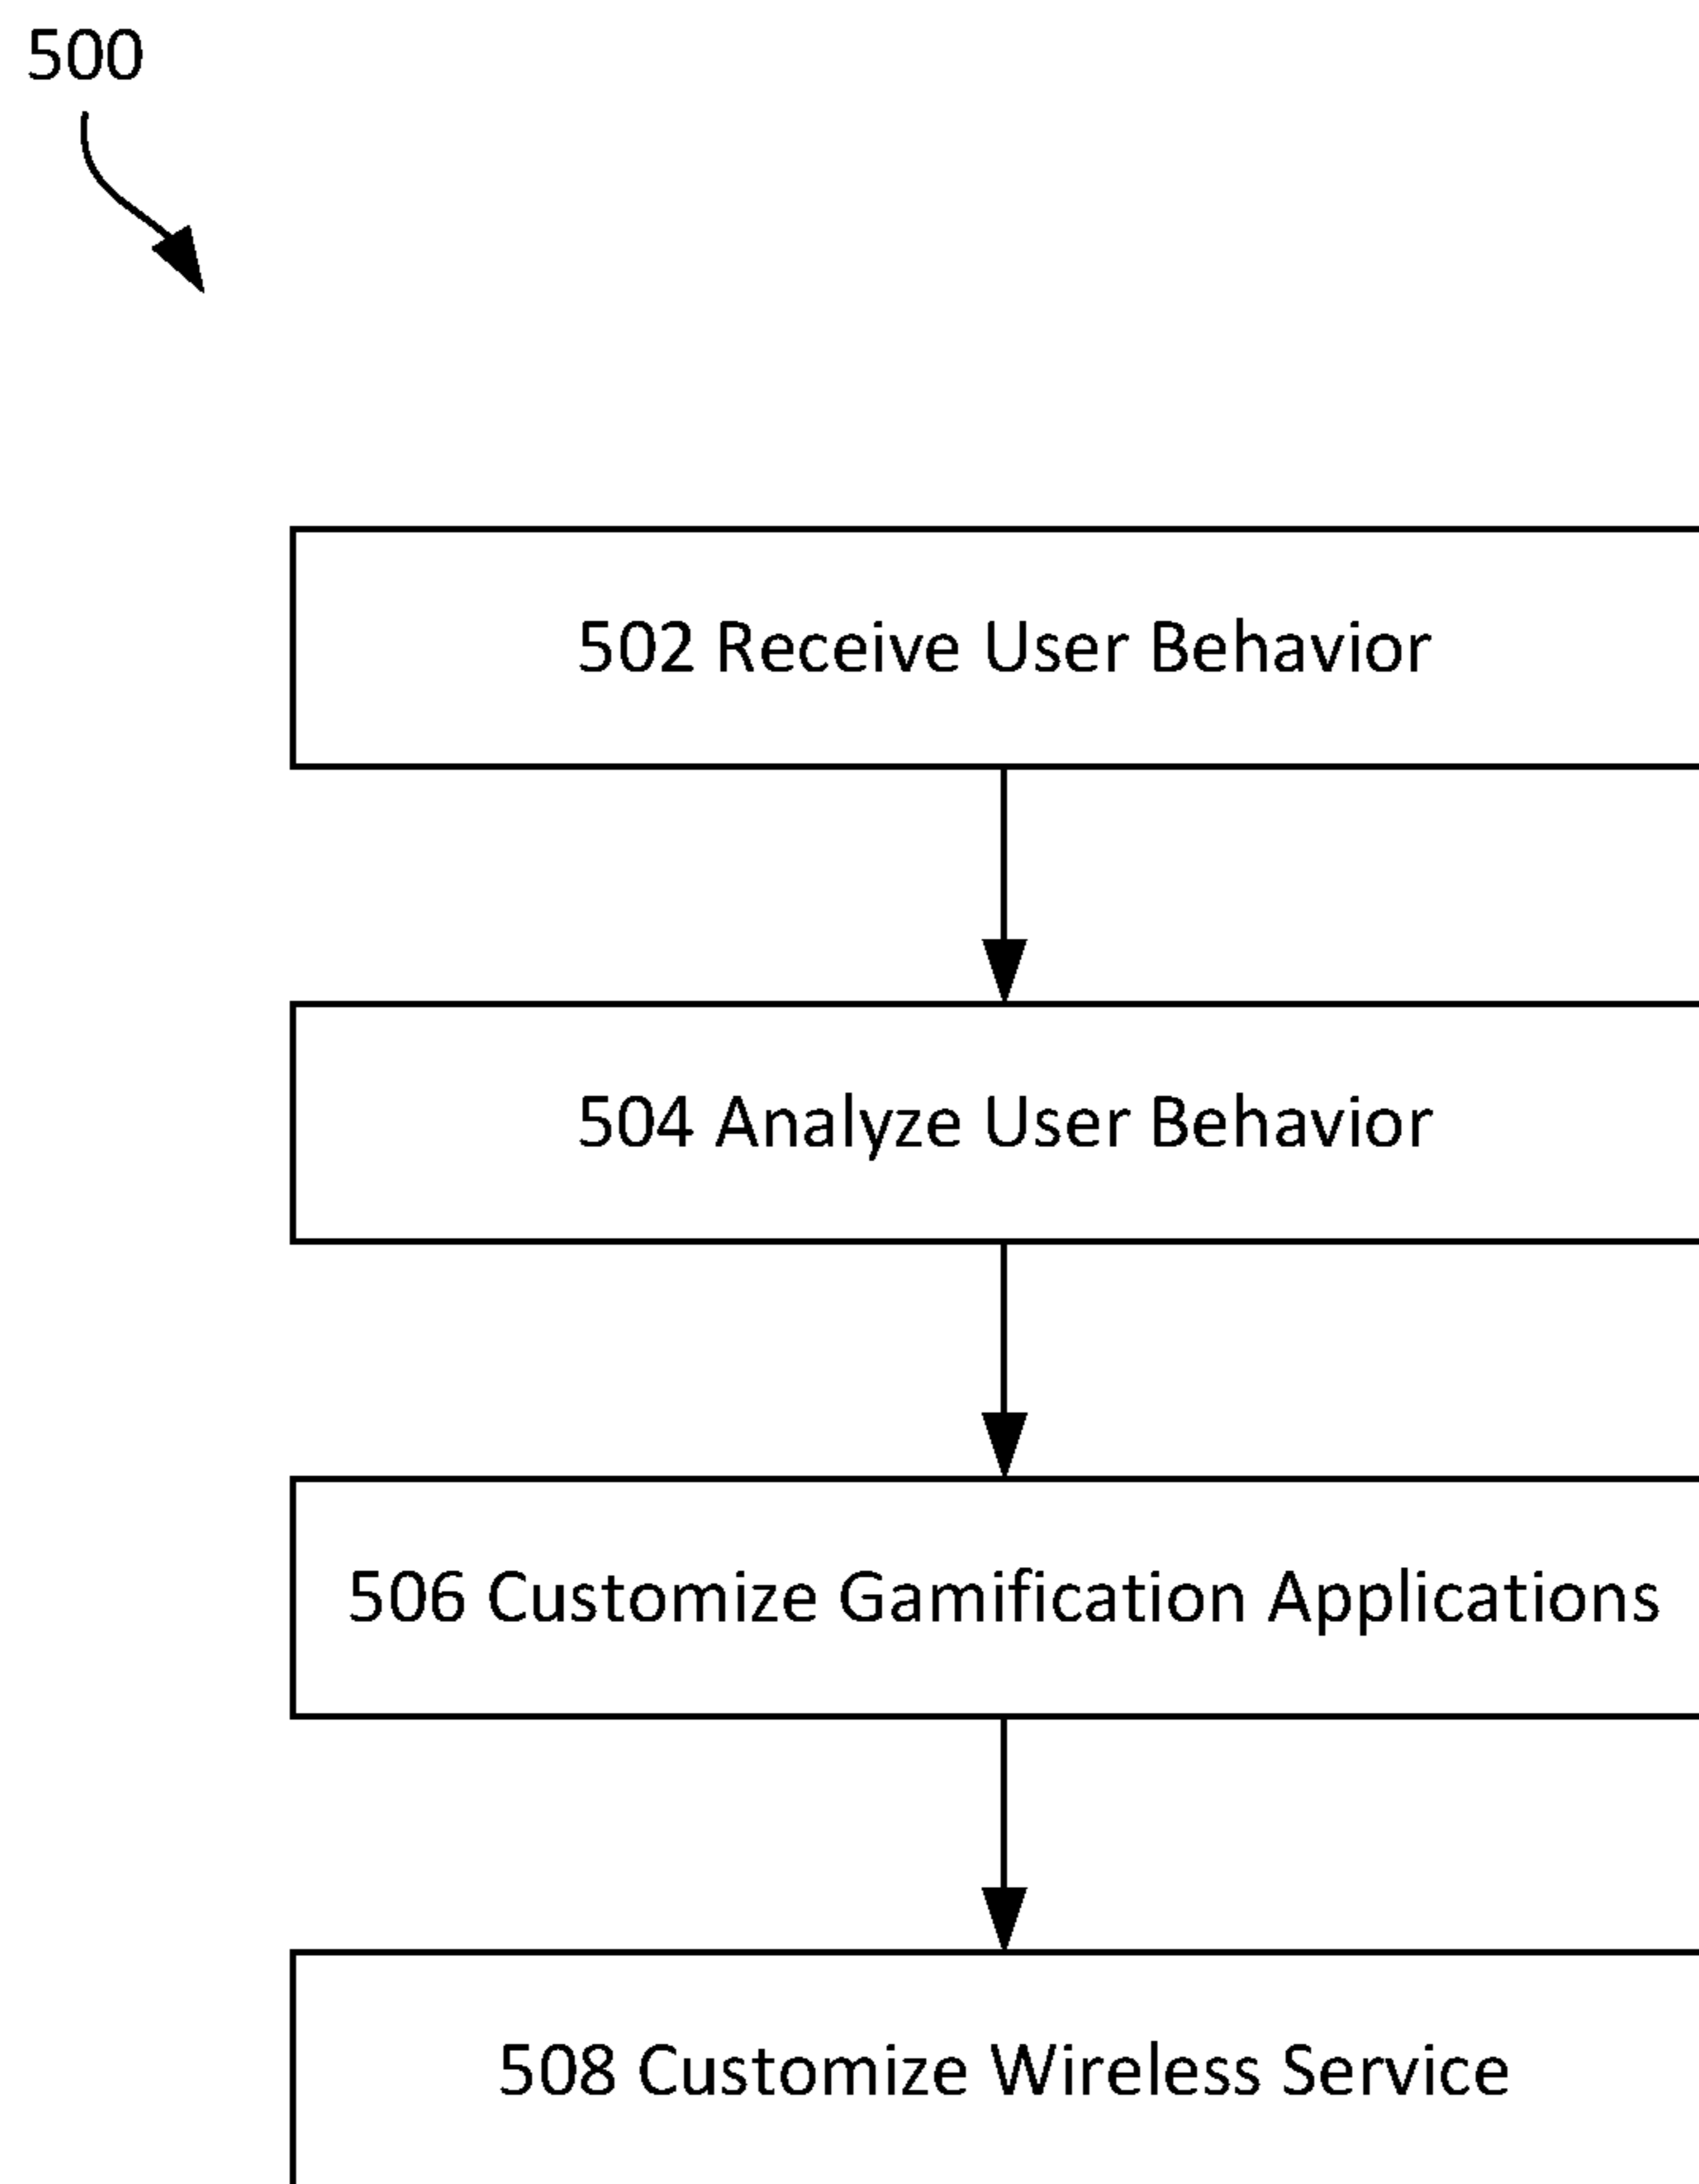 500
502 Receive User Behavior
504 Analyze User Behavior
506 Customize Gamification Applications
508 Customize Wireless Service